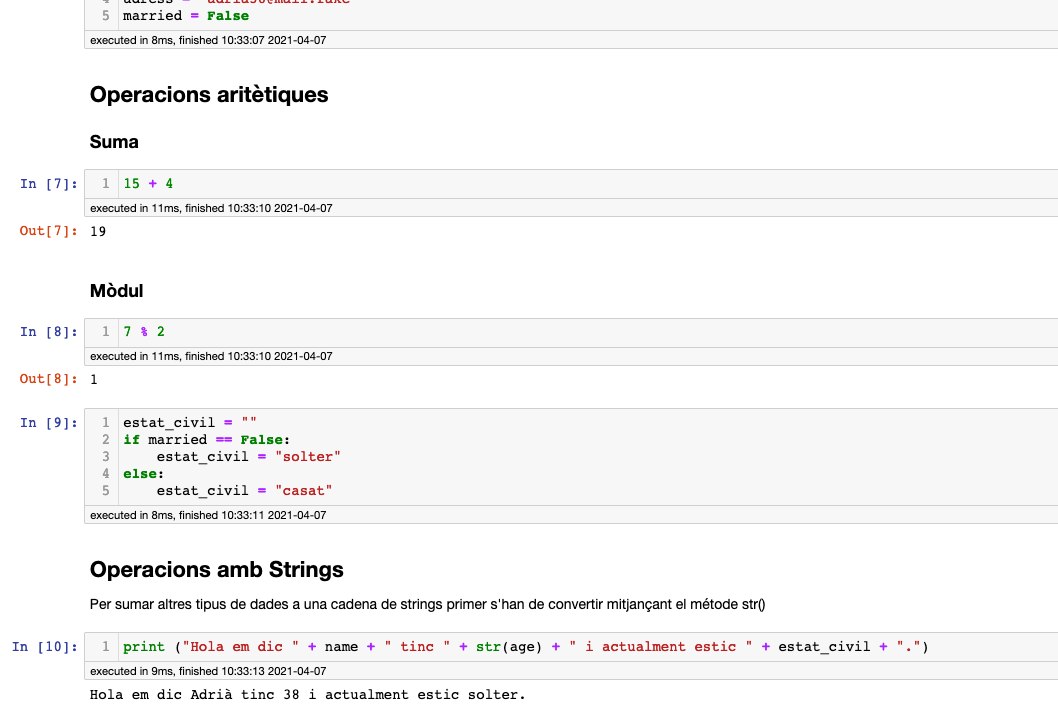 married = False
executed in 8ms, finished 10:33:07 2021-04-07
Operacions aritètiques
Suma
In [7]: 1 15 + 4
executed in 11ms, finished 10:33:10 2021-04-07
Out[7]: 19
Mòdul
In [8]: 1 7 % 2
executed in 11ms, finished 10:33:10 2021-04-07
Out[8]: 1
In [9]: 1 estat_civil = ""
2 if married == False:
3     estat_civil = "solter"
4 else:
5     estat_civil = "casat"
executed in 8ms, finished 10:33:11 2021-04-07
Operacions amb Strings
Per sumar altres tipus de dades a una cadena de strings primer s'han de convertir mitjançant el métode str()
In [10]: 1 print ("Hola em dic " + name + " tinc " + str(age) + " i actualment estic " + estat_civil + ".")
executed in 9ms, finished 10:33:13 2021-04-07
Hola em dic Adrià tinc 38 i actualment estic solter.